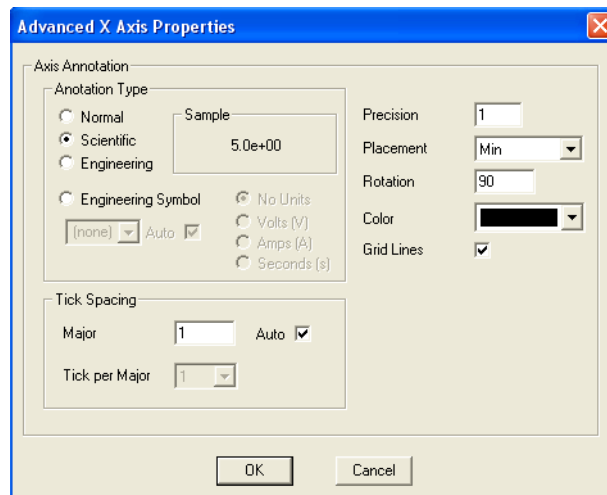 Advanced X Axis Properties
Axis Annotation
Anotation Type
Normal
Scientific
Engineering
Sample
5.0e+00
Engineering Symbol
(none)
Auto
No Units
Volts (V)
Amps (A)
Seconds (s)
Precision
1
Placement
Min
Rotation
90
Color
Grid Lines
Tick Spacing
Major
1
Auto
Tick per Major
1
OK
Cancel